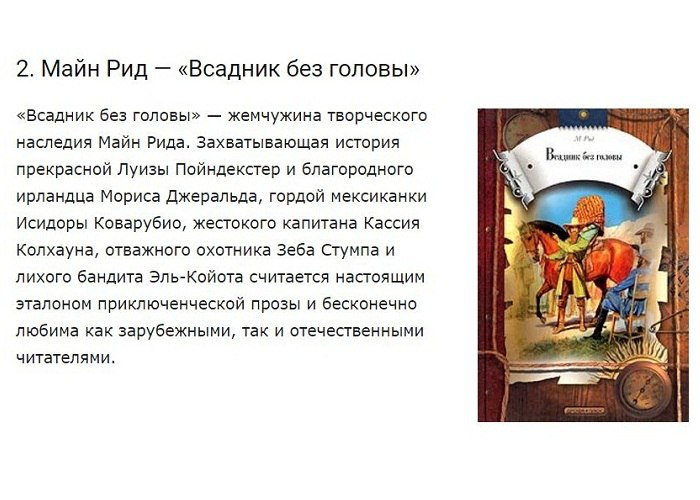 2. Майн Рид — «Всадник без головы»
«Всадник без головы» — жемчужина творческого
наследия Майн Рида. Захватывающая история
прекрасной Луизы Пойндекстер и благородного
ирландца Мориса Джеральда, гордой мексиканки
Исидоры Коварубио, жестокого капитана Кассия
Колхауна, отважного охотника Зеба Стумпа и
лихого бандита Эль-Койота считается настоящим
эталоном приключенческой прозы и бесконечно
любима как зарубежными, так и отечественными
читателями.
М. Рид
Всадник без головы